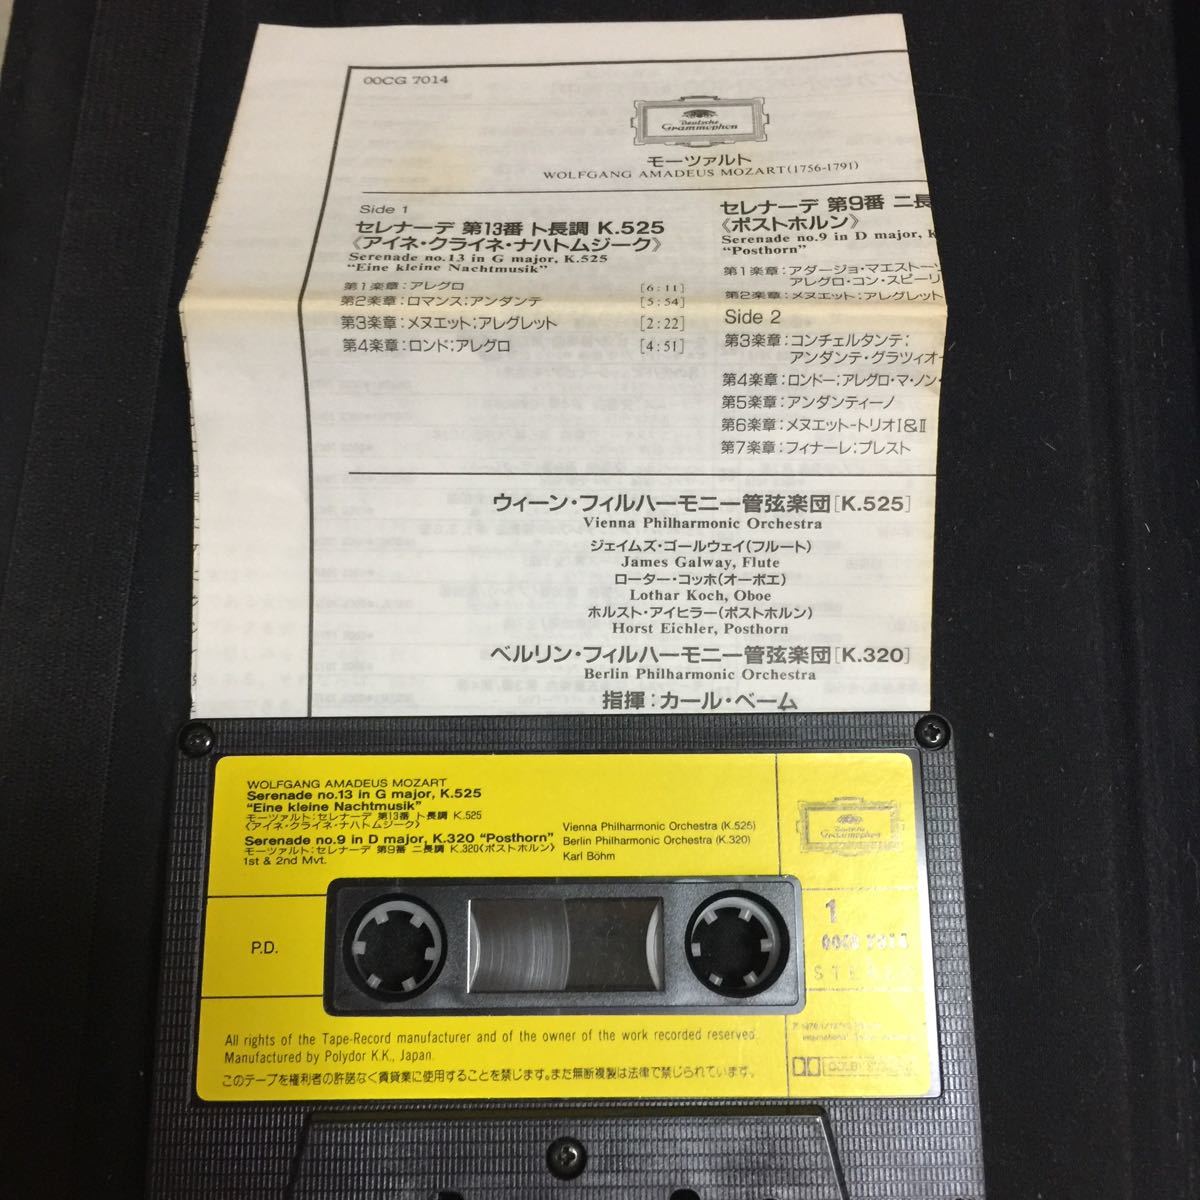 00CG 7014
Deutsche
Grammophon
モーツァルト
WOLFGANG AMADEUS MOZART(1756-1791)
Side 1
セレナーデ 第13番 ト長調 K.525
《アイネ・クライネ・ナハトムジーク》
Serenade no.13 in G major, K.525
"Eine kleine Nachtmusik"
第1楽章:アレグロ [6:11]
第2楽章:ロマンス:アンダンテ [5:54]
第3楽章:メヌエット:アレグレット [2:22]
第4楽章:ロンド:アレグロ [4:51]
セレナーデ 第9番 ニ長
《ポストホルン》
Serenade no.9 in D major, K
"Posthorn"
第1楽章:アダージョ・マエストーソ
アレグロ・コン・スピーリ
第2楽章:メヌエット:アレグレット
Side 2
第3楽章:コンチェルタンテ:
アンダンテ・グラツィオー
第4楽章:ロンドー:アレグロ・マ・ノン・
第5楽章:アンダンティーノ
第6楽章:メヌエット-トリオI&II
第7楽章:フィナーレ:プレスト
ウィーン・フィルハーモニー管弦楽団[K.525]
Vienna Philharmonic Orchestra
ジェイムズ・ゴールウェイ(フルート)
James Galway, Flute
ローター・コッホ(オーボエ)
Lothar Koch, Oboe
ホルスト・アイヒラー(ポストホルン)
Horst Eichler, Posthorn
ベルリン・フィルハーモニー管弦楽団[K.320]
Berlin Philharmonic Orchestra
指揮:カール・ベーム
WOLFGANG AMADEUS MOZART
Serenade no.13 in G major, K.525
"Eine kleine Nachtmusik"
モーツァルト:セレナーデ 第13番 ト長調 K.525
《アイネ・クライネ・ナハトムジーク》
Serenade no.9 in D major, K.320 "Posthorn"
モーツァルト:セレナーデ 第9番 ニ長調 K.320《ポストホルン》
1st & 2nd Mvt.
Vienna Philharmonic Orchestra (K.525)
Berlin Philharmonic Orchestra (K.320)
Karl Böhm
Deutsche
Grammophon
P.D.
1
00CG 7014
STEREO
All rights of the Tape-Record manufacturer and of the owner of the work recorded reserved.
Manufactured by Polydor K.K., Japan.
このテープを権利者の許諾なく賃貸業に使用することを禁じます。また無断複製は法律で禁じられています。
International
DOLBY SYSTEM